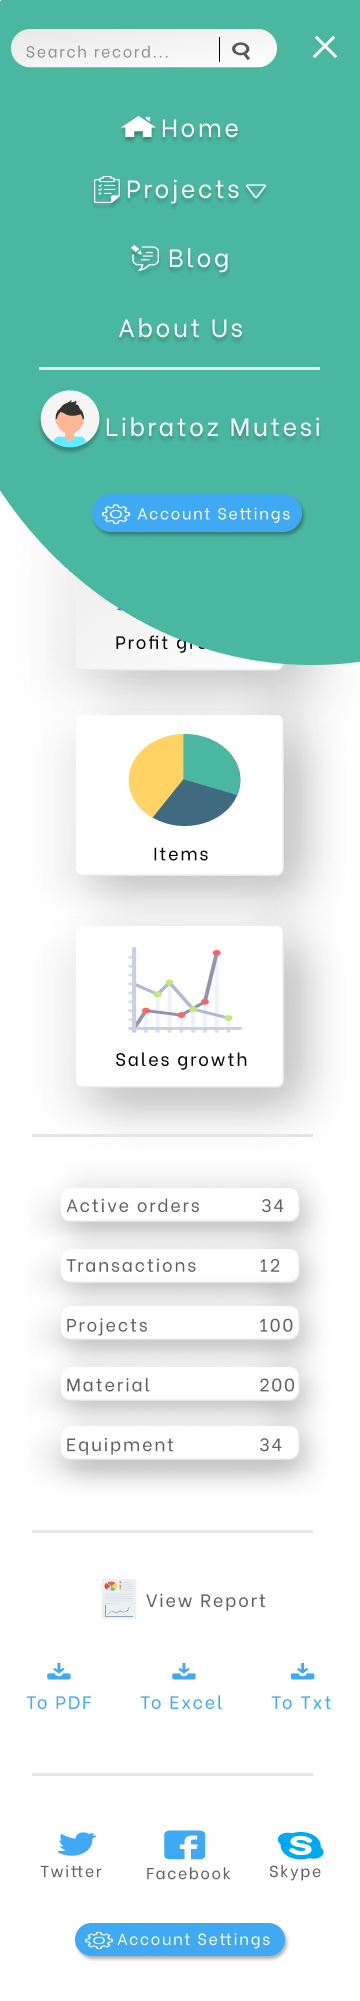 Search record...
Home
Projects
Blog
About Us
Libratoz Mutesi
Account Settings
Profit
Items
Sales growth
Active orders 34
Transactions 12
Projects 100
Material 200
Equipment 34
View Report
To PDF To Excel To Txt
Twitter Facebook Skype
Account Settings